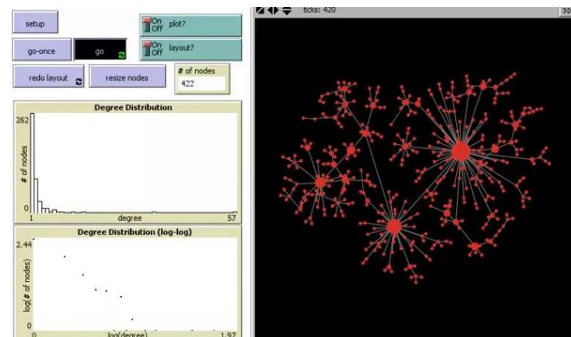 setup
On
Off
plot?
go-once
go
On
Off
layout?
redo layout
resize nodes
# of nodes
422
Degree Distribution
262
# of nodes
0
1
degree
57
Degree Distribution (log-log)
2.44
log(# of nodes)
0
0
log(degree)
1.97
ticks: 420
3D